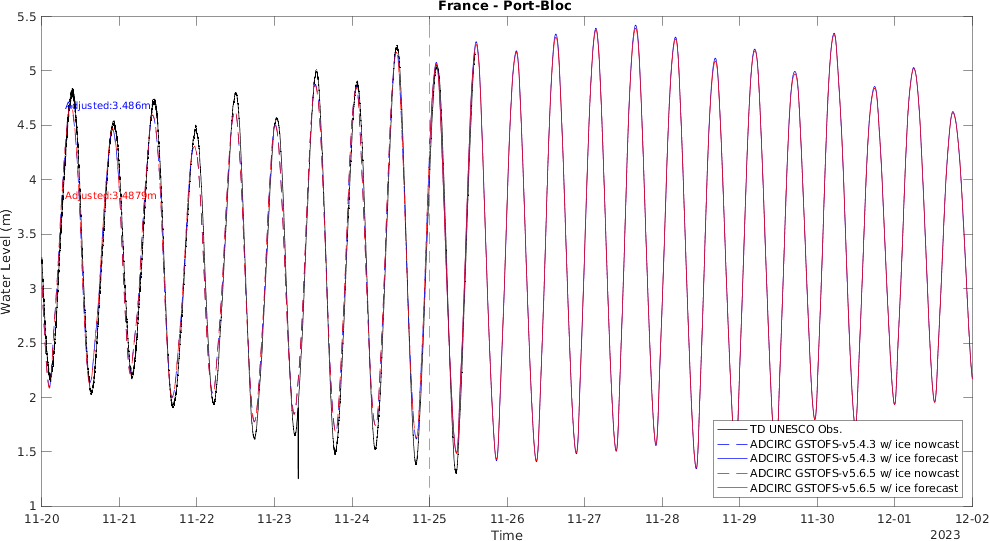 France - Port-Bloc
5.5
5
4.5
4
3.5
3
2.5
2
1.5
1
Water Level (m)
Adjusted:3.486m
Adjusted:3.4879m
TD UNESCO Obs.
ADCIRC GSTOFS-v5.4.3 w/ ice nowcast
ADCIRC GSTOFS-v5.4.3 w/ ice forecast
ADCIRC GSTOFS-v5.6.5 w/ ice nowcast
ADCIRC GSTOFS-v5.6.5 w/ ice forecast
11-20 11-21 11-22 11-23 11-24 11-25 11-26 11-27 11-28 11-29 11-30 12-01 12-02
Time
2023